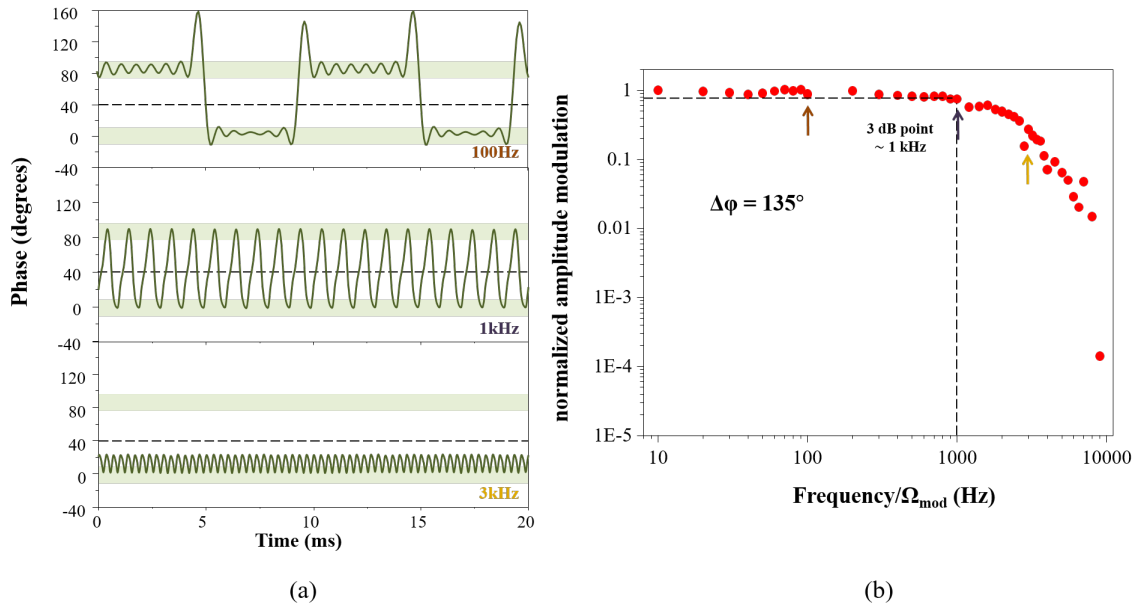 (a)
Phase (degrees)
160
120
80
40
0
100Hz
-40
120
80
40
0
1kHz
-40
120
80
40
0
3kHz
-40
0
5
10
15
20
Time (ms)
(a)
(b)
normalized amplitude modulation
1
0.1
0.01
1E-3
1E-4
1E-5
3 dB point
~ 1 kHz
Δφ = 135°
10
100
1000
10000
Frequency/Ωmod (Hz)
(b)